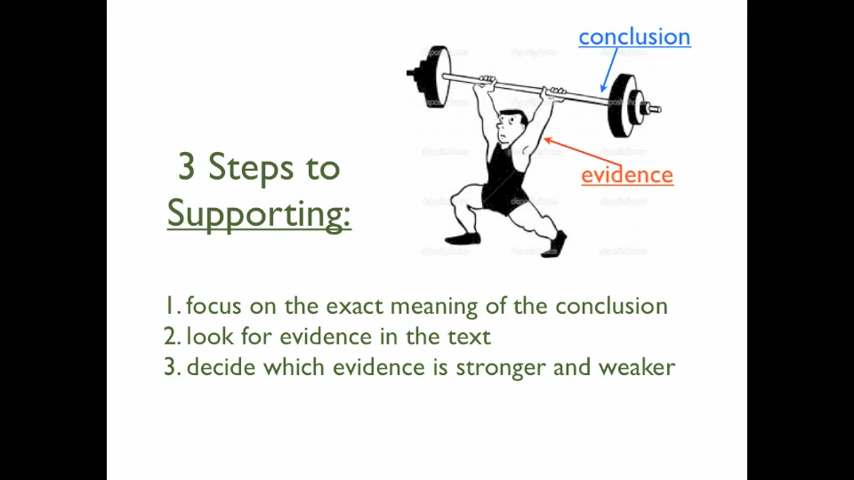 conclusion
evidence
3 Steps to
Supporting:
1. focus on the exact meaning of the conclusion
2. look for evidence in the text
3. decide which evidence is stronger and weaker